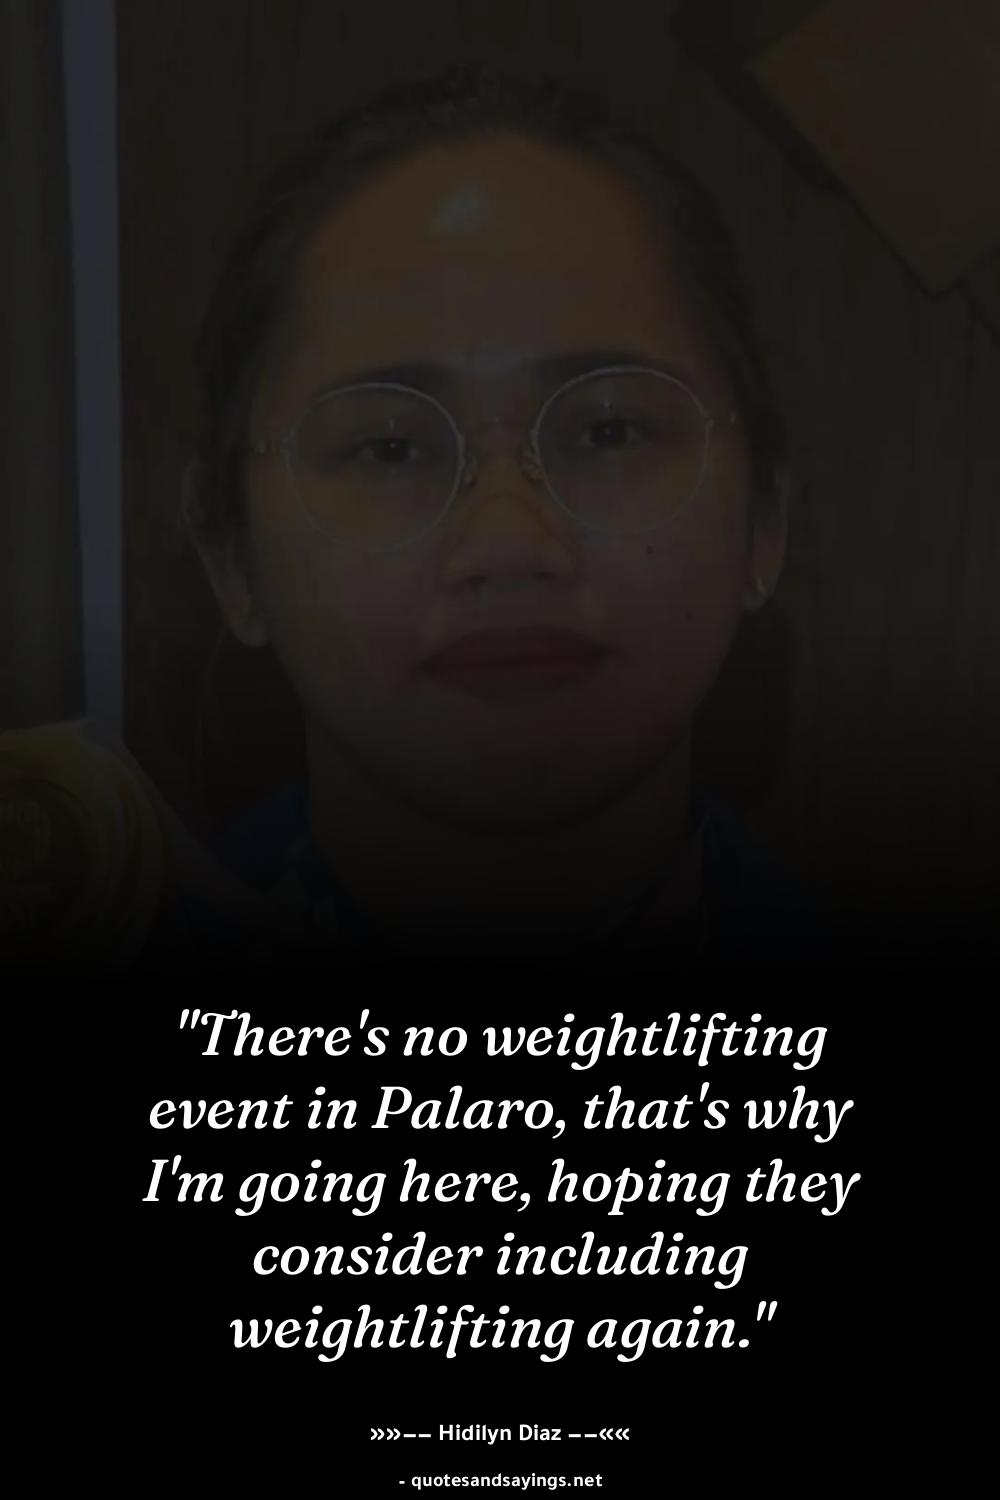 "There's no weightlifting
event in Palaro, that's why
I'm going here, hoping they
consider including
weightlifting again."
»»–– Hidilyn Diaz ––««
- quotesandsayings.net